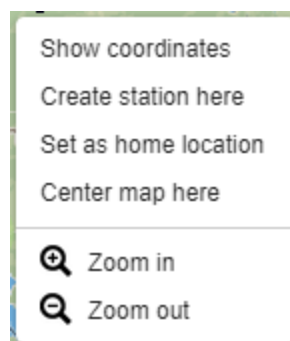 Show coordinates
Create station here
Set as home location
Center map here
Zoom in
Zoom out